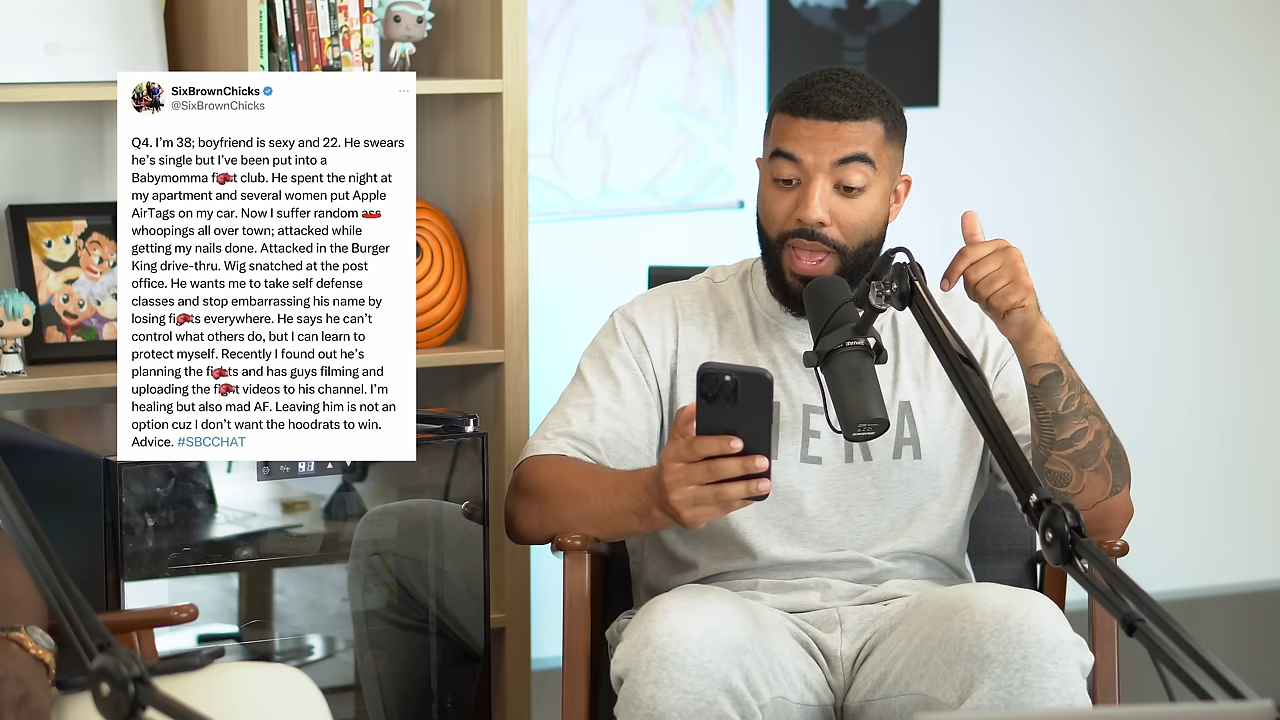 SixBrownChicks
@SixBrownChicks
Q4. I'm 38; boyfriend is sexy and 22. He swears
he's single but I've been put into a
Babymomma fi🥊t club. He spent the night at
my apartment and several women put Apple
AirTags on my car. Now I suffer random ass
whoopings all over town; attacked while
getting my nails done. Attacked in the Burger
King drive-thru. Wig snatched at the post
office. He wants me to take self defense
classes and stop embarrassing his name by
losing fi🥊ts everywhere. He says he can't
control what others do, but I can learn to
protect myself. Recently I found out he's
planning the fi🥊ts and has guys filming and
uploading the fi🥊t videos to his channel. I'm
healing but also mad AF. Leaving him is not an
option cuz I don't want the hoodrats to win.
Advice. #SBCCHAT
ERA